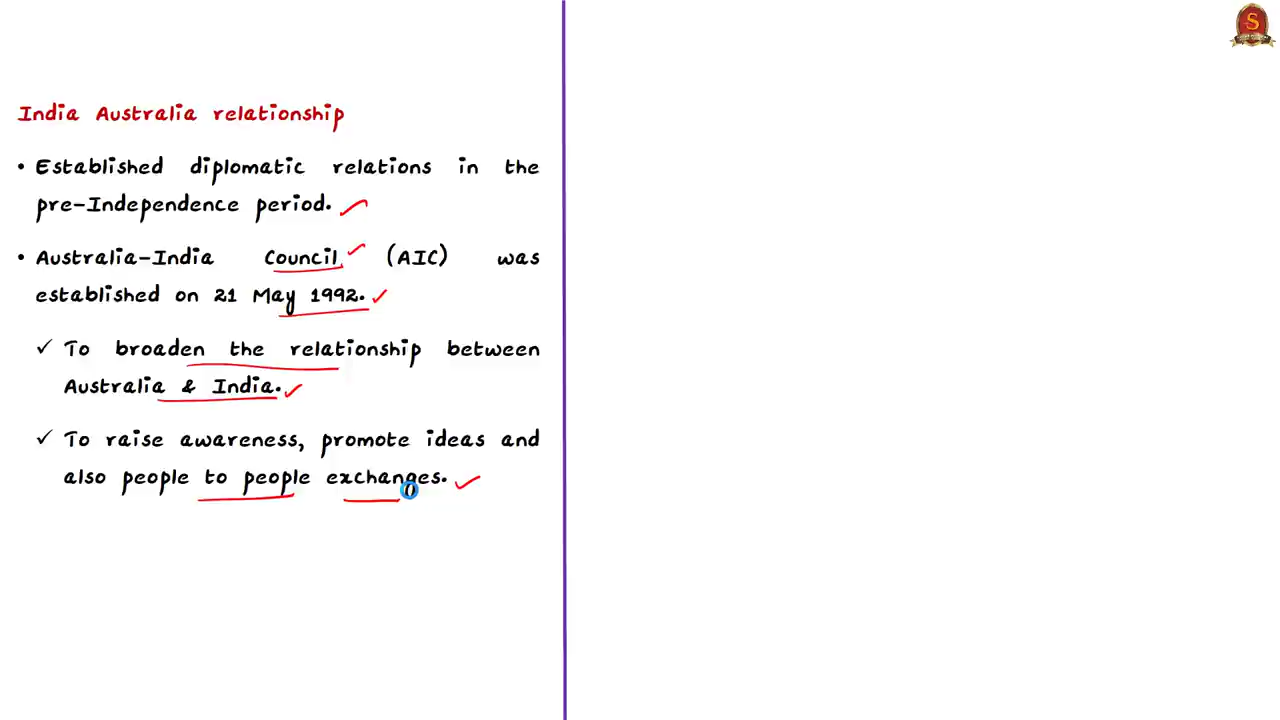 S
India Australia relationship
• Established diplomatic relations in the
pre-Independence period.
• Australia-India Council (AIC) was
established on 21 May 1992.
✓ To broaden the relationship between
Australia & India.
✓ To raise awareness, promote ideas and
also people to people exchanges.